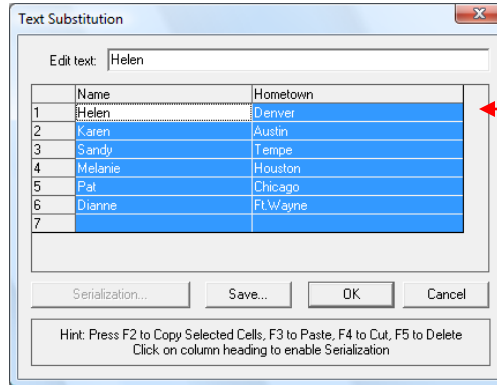 Text Substitution
Edit text: Helen
Name Hometown
1 Helen Denver
2 Karen Austin
3 Sandy Tempe
4 Melanie Houston
5 Pat Chicago
6 Dianne Ft.Wayne
7
Serialization... Save... OK Cancel
Hint: Press F2 to Copy Selected Cells, F3 to Paste, F4 to Cut, F5 to Delete
Click on column heading to enable Serialization